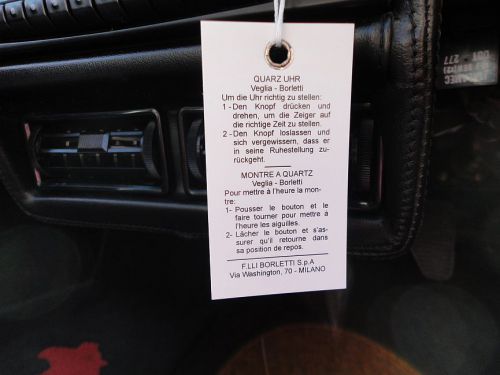 QUARZ UHR
Veglia - Borletti
Um die Uhr richtig zu stellen:
1 - Den Knopf drücken und
drehen, um die Zeiger auf
die richtige Zeit zu stellen.
2 - Den Knopf loslassen und
sich vergewissern, dass er
in seine Ruhestellung zu-
rückgeht.
MONTRE A QUARTZ
Veglia - Borletti
Pour mettre à l'heure la mon-
tre:
1- Pousser le bouton et le
faire tourner pour mettre à
l'heure les aiguilles.
2- Lâcher le bouton et s'as-
surer qu'il retourne dans
sa position de repos.
F.LLI BORLETTI S.p.A
Via Washington, 70 - MILANO